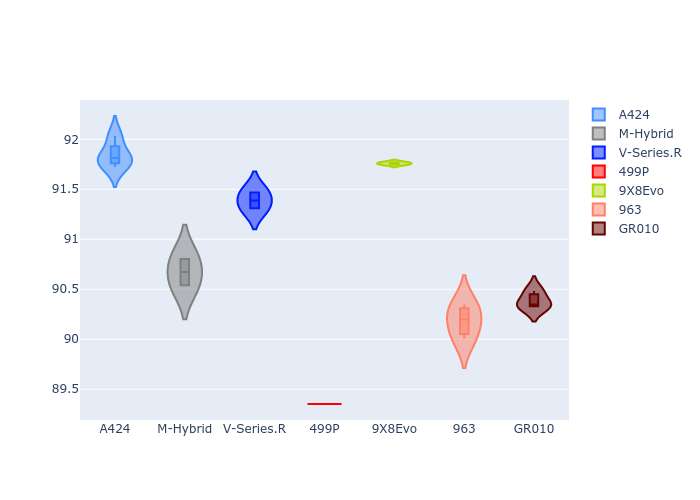 92
91.5
91
90.5
90
89.5
A424
M-Hybrid
V-Series.R
499P
9X8Evo
963
GR010
A424
M-Hybrid
V-Series.R
499P
9X8Evo
963
GR010